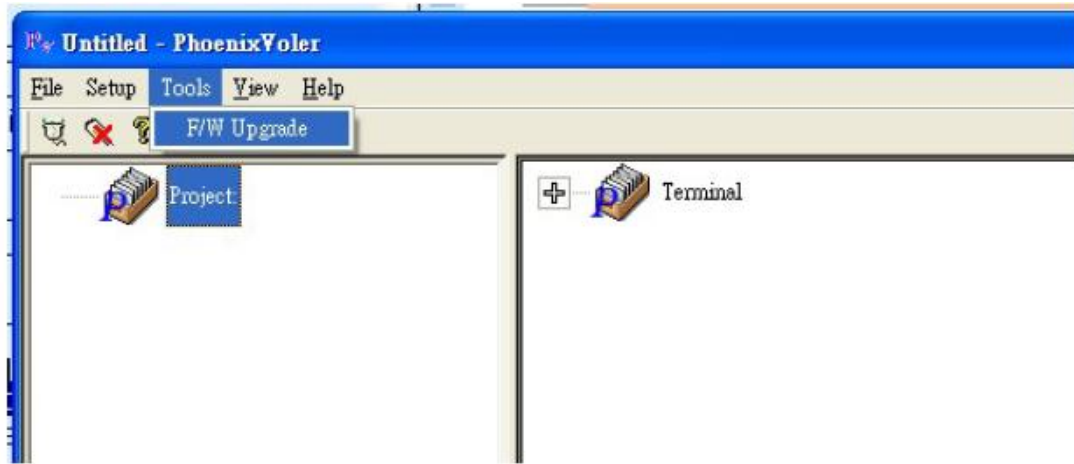 Untitled - PhoenixVoler
File Setup Tools View Help
F/W Upgrade
Project:
Terminal